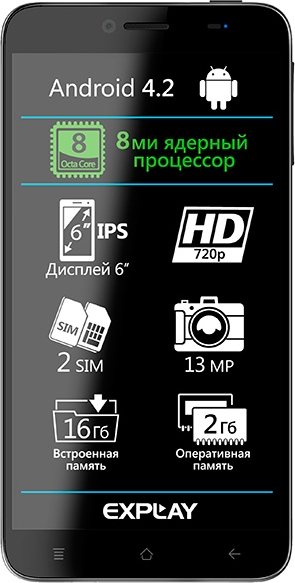 Android 4.2
8
Octa Core
8ми ядерный
процессор
6″ IPS
Дисплей 6″
HD
720p
SIM
2 SIM
13 MP
16Гб
Встроенная
память
2Гб
Оперативная
память
EXPLAY